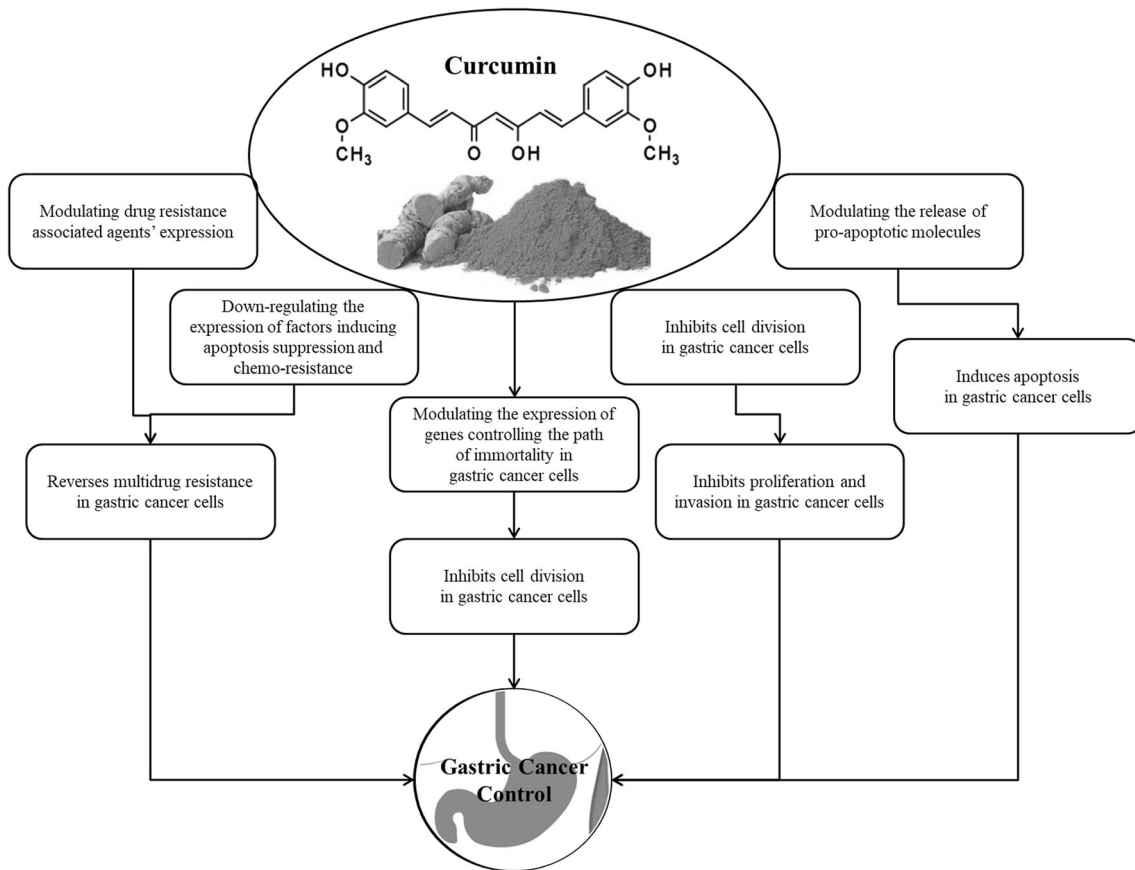 Curcumin
HO
OH
O
CH3
O
OH
O
CH3
Modulating drug resistance
associated agents’ expression
Modulating the release of
pro-apoptotic molecules
Down-regulating the
expression of factors inducing
apoptosis suppression and
chemo-resistance
Inhibits cell division
in gastric cancer cells
Induces apoptosis
in gastric cancer cells
Modulating the expression of
genes controlling the path
of immortality in
gastric cancer cells
Reverses multidrug resistance
in gastric cancer cells
Inhibits proliferation and
invasion in gastric cancer cells
Inhibits cell division
in gastric cancer cells
Gastric Cancer
Control